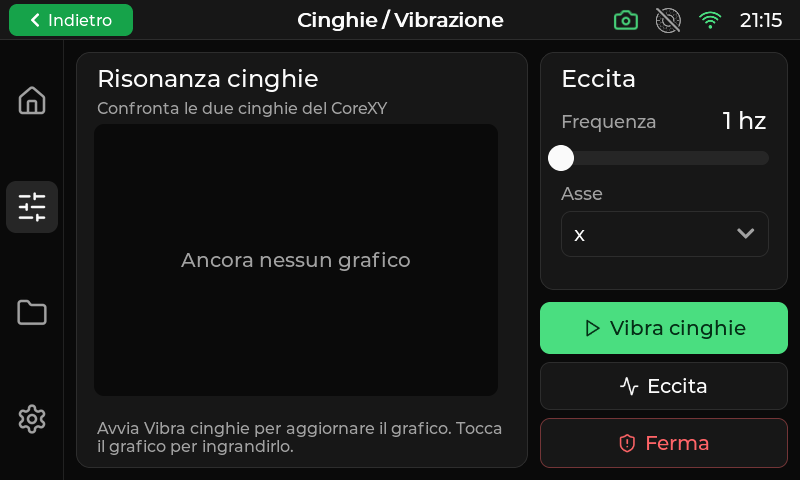 Indietro
Cinghie / Vibrazione
21:15
Risonanza cinghie
Confronta le due cinghie del CoreXY
Ancora nessun grafico
Avvia Vibra cinghie per aggiornare il grafico. Tocca
il grafico per ingrandirlo.
Eccita
Frequenza
1 hz
Asse
x
Vibra cinghie
Eccita
Ferma